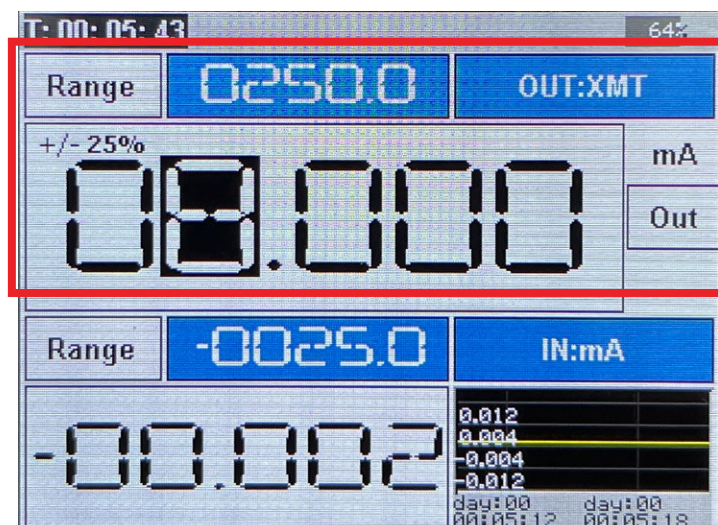 T: 00: 05: 43 64%
Range 0250.0 OUT:XMT
+/- 25% mA
08.000
Out
Range -0025.0 IN:mA
-00.002
0.012
0.004
-0.004
-0.012
day:00 day:00
00:05:12 00:05:18